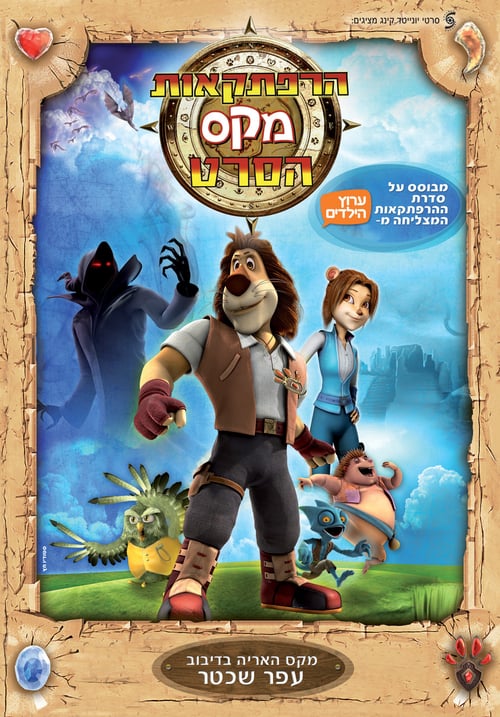 סרטי יונייטד קינג מציגים:
הרפתקאות
מקס
הסרט
מבוסס על
סדרת
ההרפתקאות
המצליחה מ-
ערוץ
הילדים
מקס האריה בדיבוב
עפר שכטר